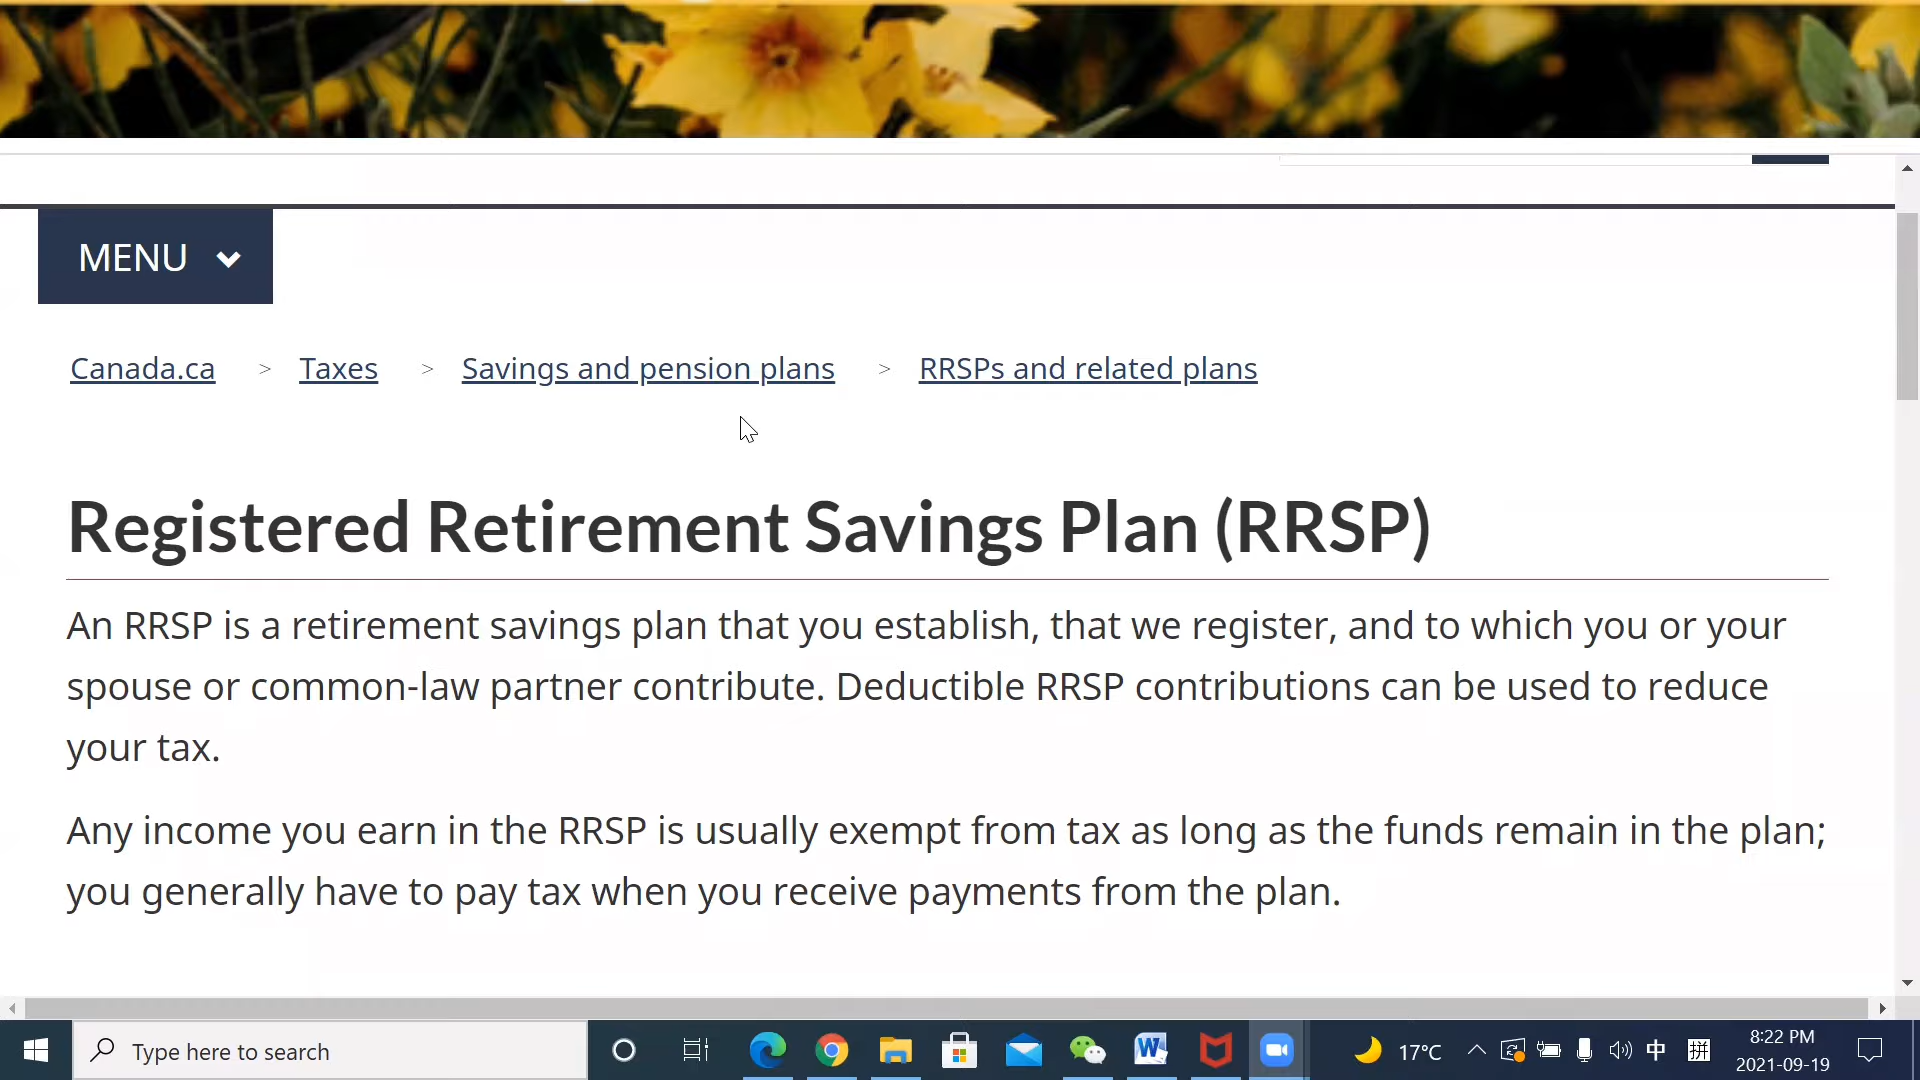 MENU
Canada.ca > Taxes > Savings and pension plans > RRSPs and related plans
Registered Retirement Savings Plan (RRSP)
An RRSP is a retirement savings plan that you establish, that we register, and to which you or your
spouse or common-law partner contribute. Deductible RRSP contributions can be used to reduce
your tax.
Any income you earn in the RRSP is usually exempt from tax as long as the funds remain in the plan;
you generally have to pay tax when you receive payments from the plan.
Type here to search
W
17°C
中
拼
8:22 PM
2021-09-19